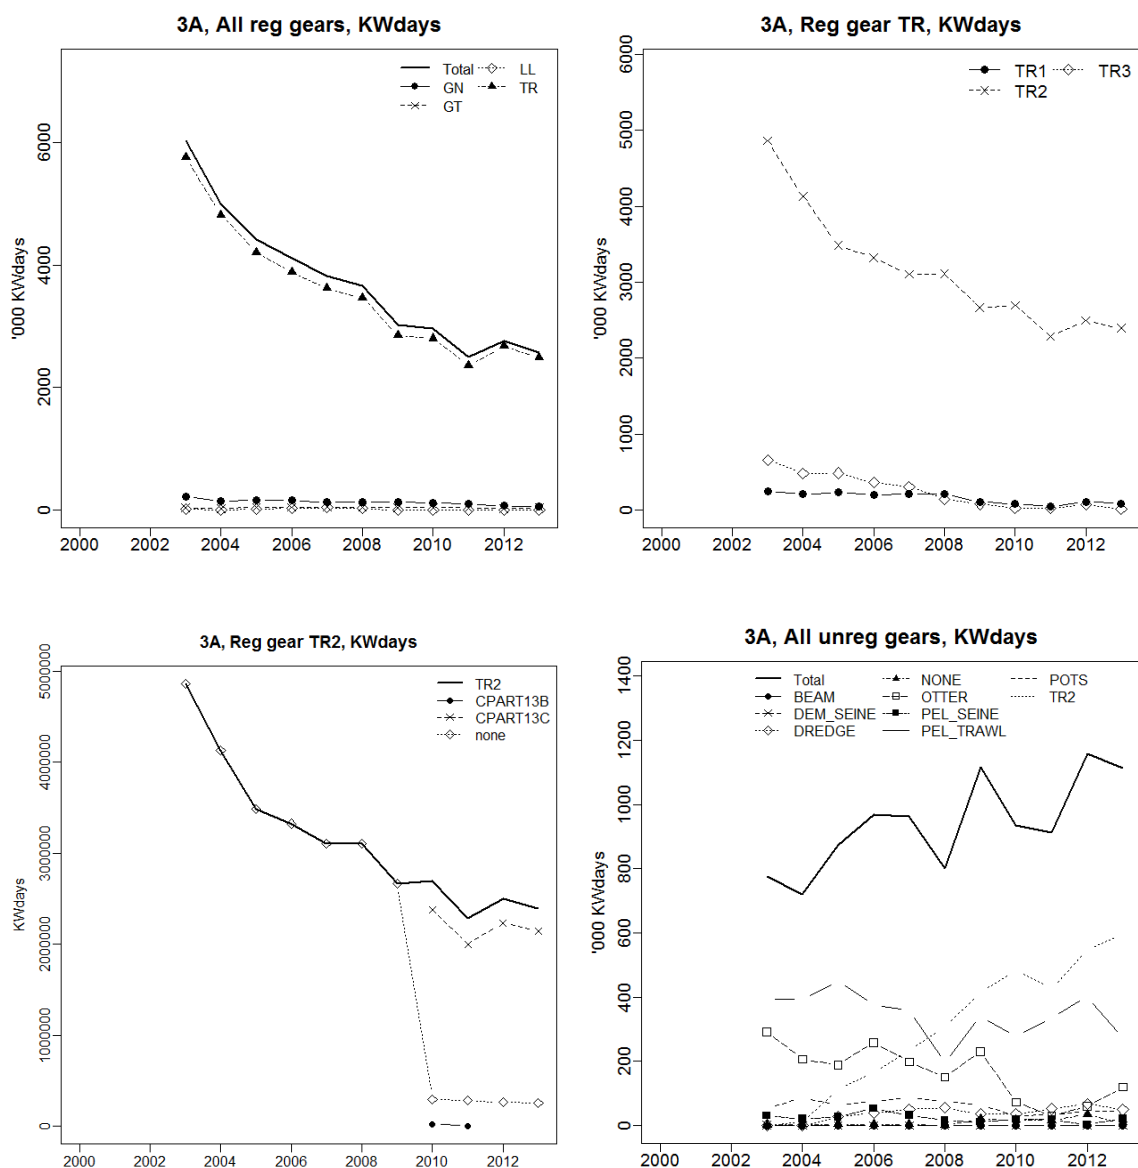 3A, All reg gears, KWdays
Total LL
GN TR
GT
'000 KWdays
6000
4000
2000
0
2000 2002 2004 2006 2008 2010 2012
3A, Reg gear TR, KWdays
TR1 TR3
TR2
'000 KWdays
6000
5000
4000
3000
2000
1000
0
2000 2002 2004 2006 2008 2010 2012
3A, Reg gear TR2, KWdays
TR2
CPART13B
CPART13C
none
KWdays
5000000
4000000
3000000
2000000
1000000
0
2000 2002 2004 2006 2008 2010 2012
3A, All unreg gears, KWdays
Total NONE POTS
BEAM OTTER TR2
DEM_SEINE PEL_SEINE
DREDGE PEL_TRAWL
'000 KWdays
1400
1200
1000
800
600
400
200
0
2000 2002 2004 2006 2008 2010 2012